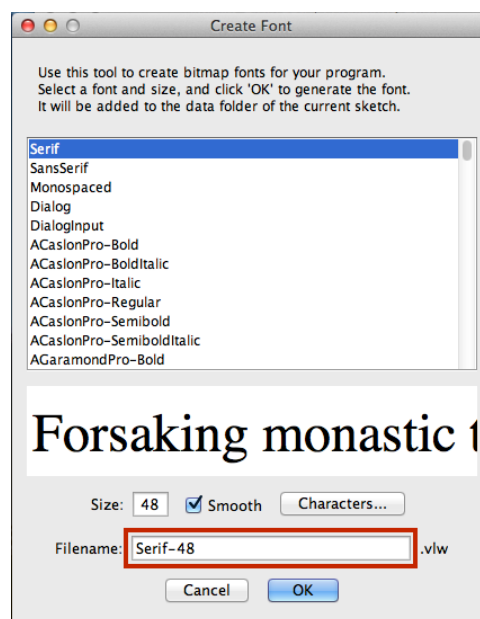 Create Font
Use this tool to create bitmap fonts for your program.
Select a font and size, and click 'OK' to generate the font.
It will be added to the data folder of the current sketch.
Serif
SansSerif
Monospaced
Dialog
DialogInput
ACaslonPro-Bold
ACaslonPro-BoldItalic
ACaslonPro-Italic
ACaslonPro-Regular
ACaslonPro-Semibold
ACaslonPro-SemiboldItalic
AGaramondPro-Bold
Forsaking monastic t
Size: 48 Smooth Characters...
Filename: Serif-48 .vlw
Cancel OK